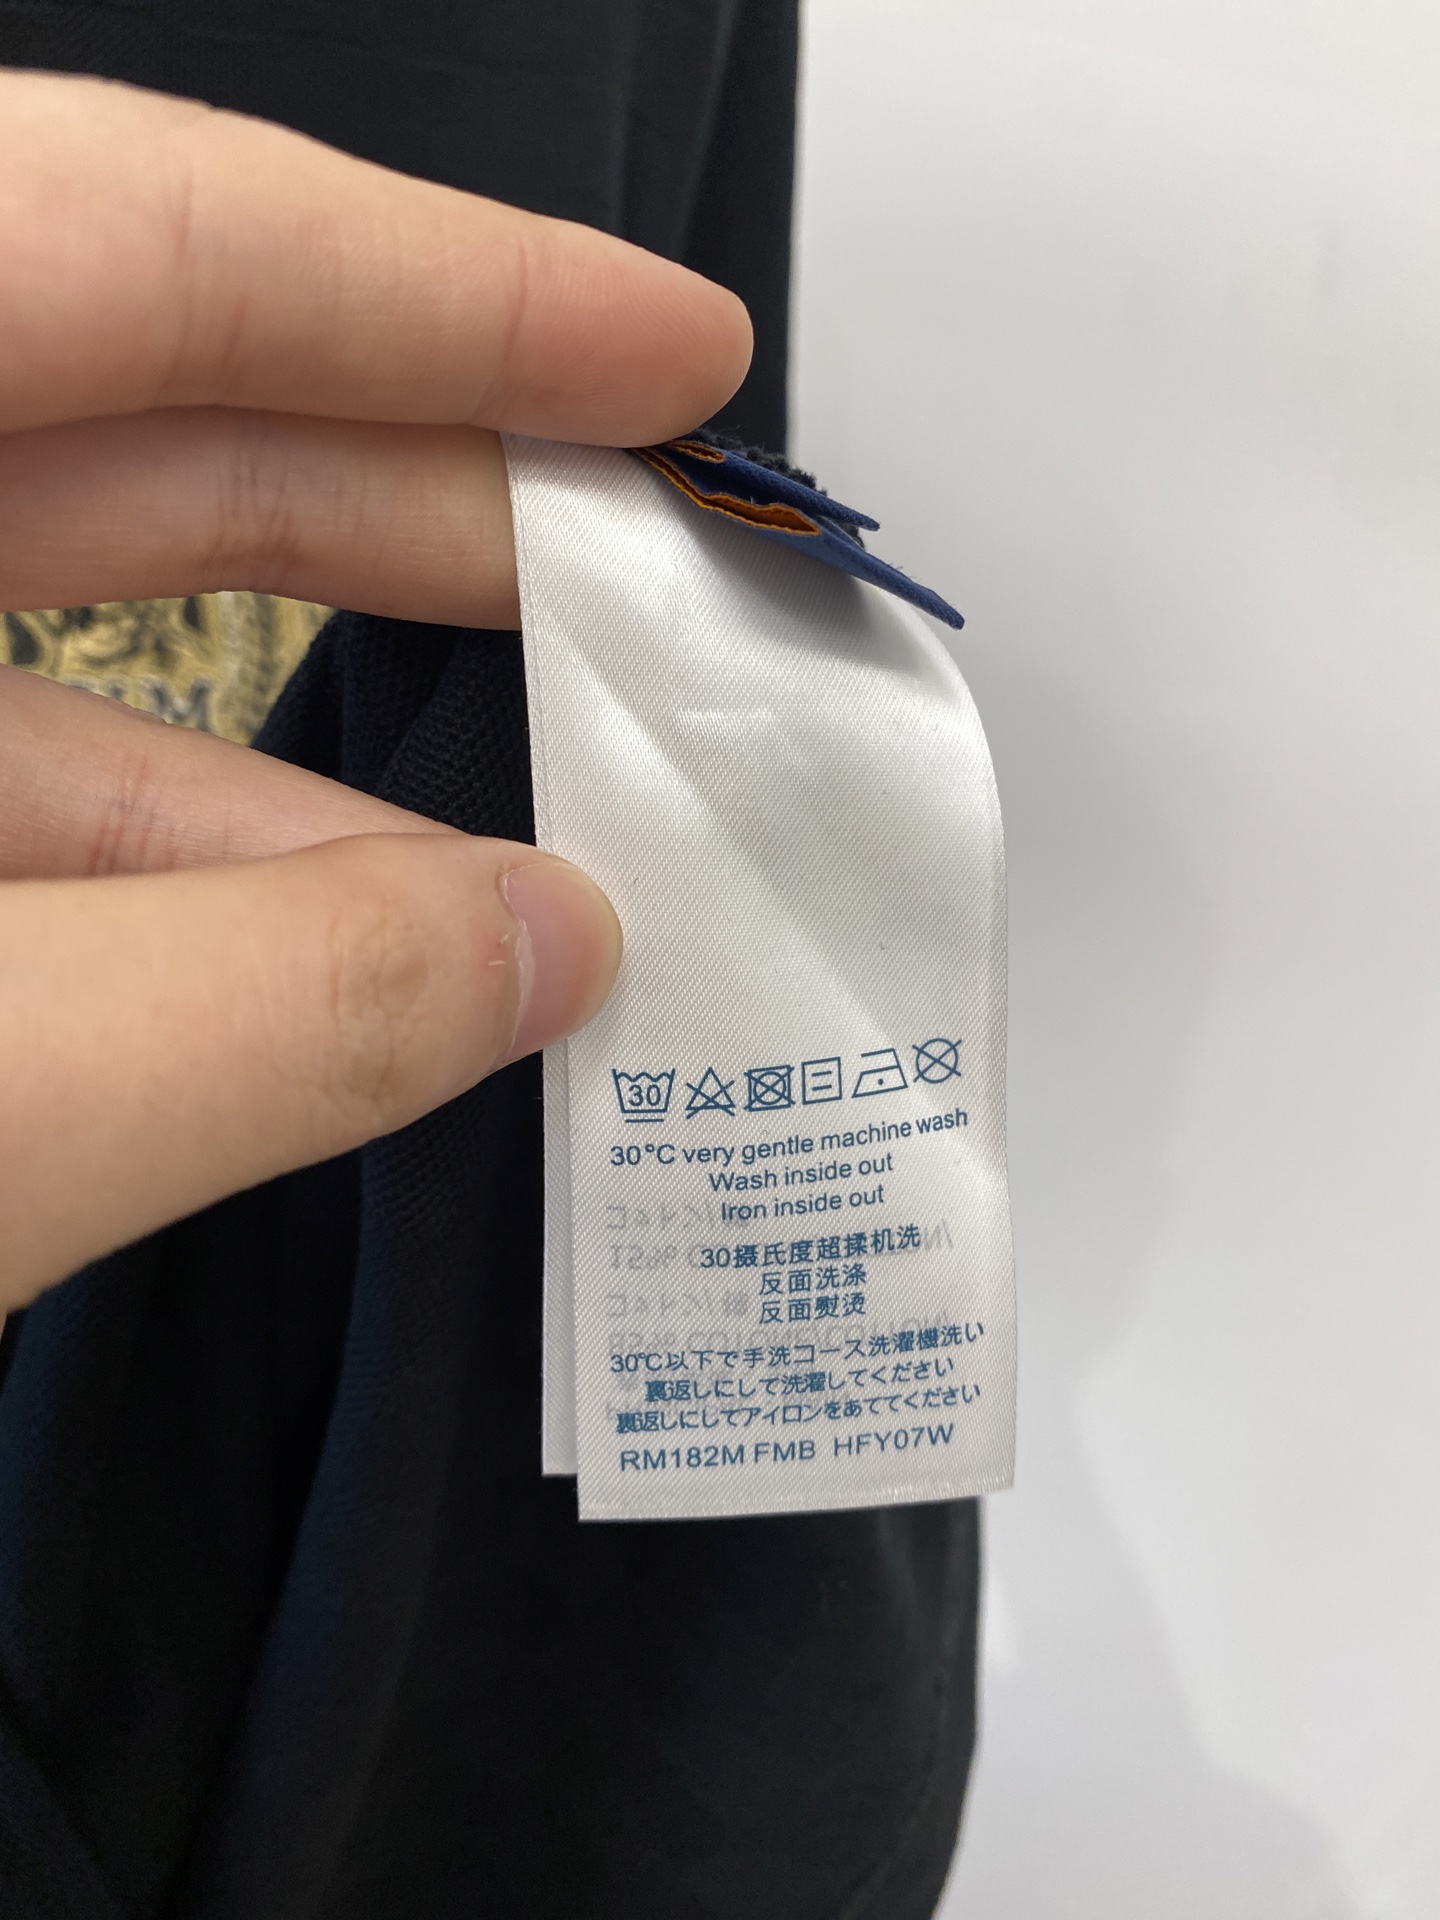 30
30°C very gentle machine wash
Wash inside out
Iron inside out
30摄氏度超揉机洗
反面洗涤
反面熨烫
30℃以下で手洗コース洗濯機洗い
裏返しにして洗濯してください
裏返しにしてアイロンをあててください
RM182M FMB HFY07W